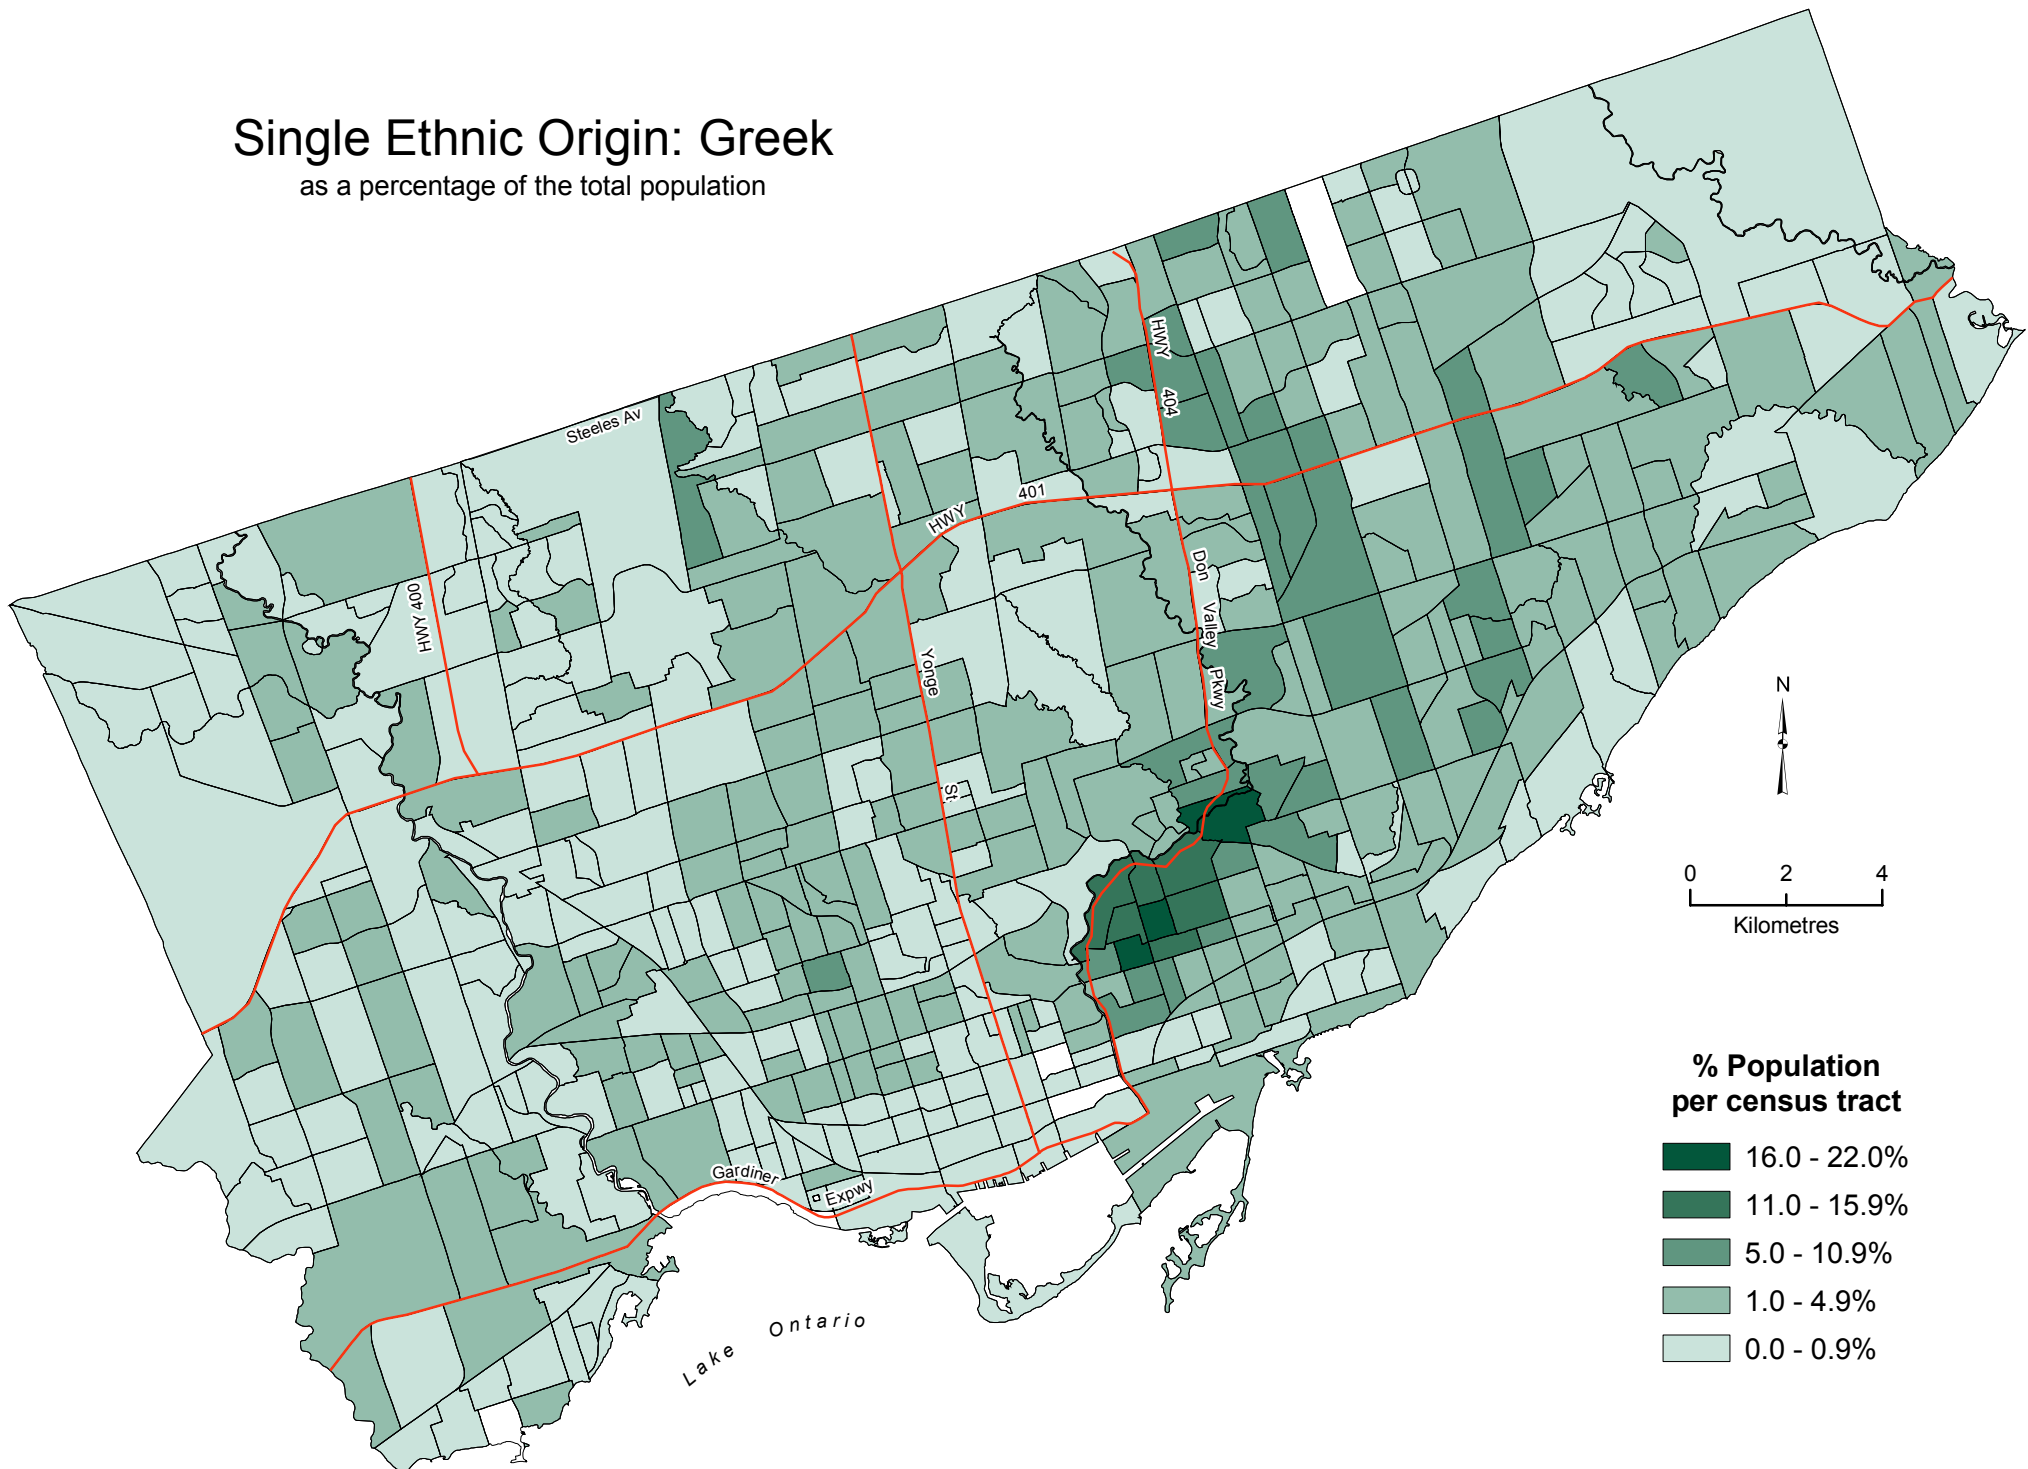 Single Ethnic Origin: Greek
as a percentage of the total population
Steeles Av
HWY 400
HWY
401
HWY
404
Don
Valley
Pkwy
Yonge
St
Gardiner
Expwy
Lake Ontario
N
0 2 4
Kilometres
% Population
per census tract
16.0 - 22.0%
11.0 - 15.9%
5.0 - 10.9%
1.0 - 4.9%
0.0 - 0.9%